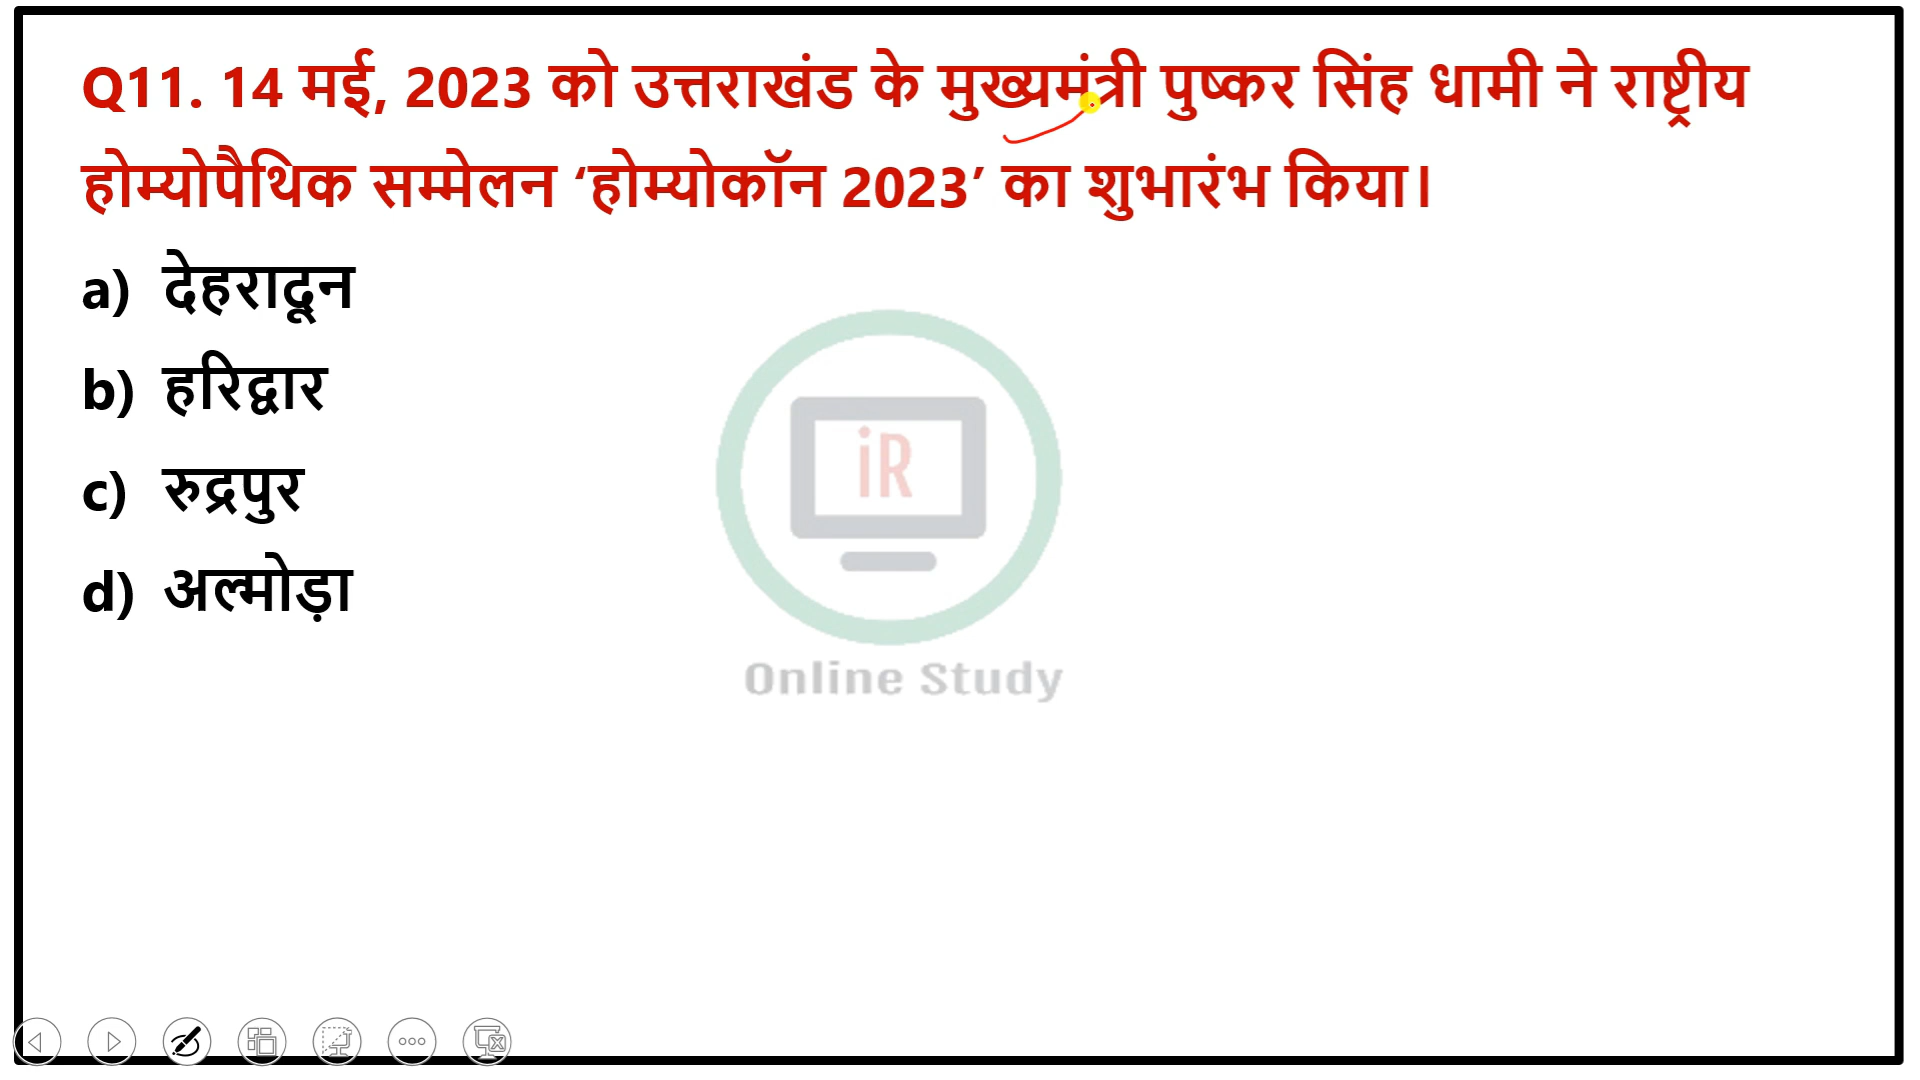 Q11. 14 मई, 2023 को उत्तराखंड के मुख्यमंत्री पुष्कर सिंह धामी ने राष्ट्रीय
होम्योपैथिक सम्मेलन ‘होम्योकॉन 2023’ का शुभारंभ किया।
a) देहरादून
b) हरिद्वार
c) रुद्रपुर
d) अल्मोड़ा
iR
Online Study